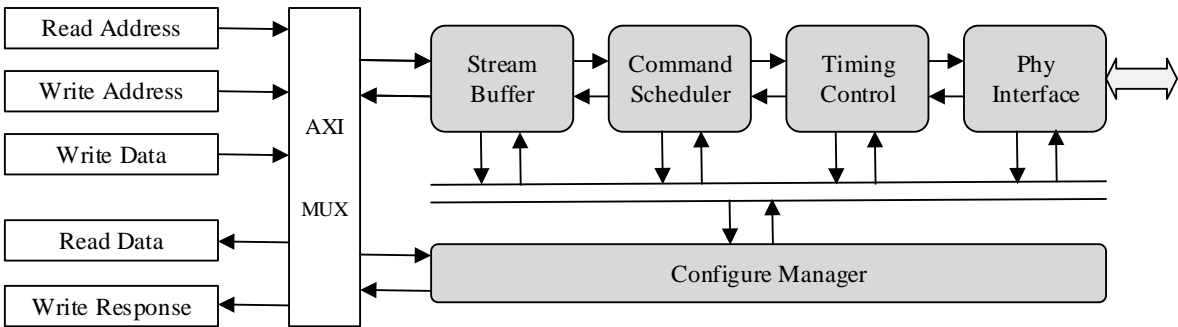 Read Address
Write Address
Write Data
Read Data
Write Response
AXI
MUX
Stream
Buffer
Command
Scheduler
Timing
Control
Phy
Interface
Configure Manager